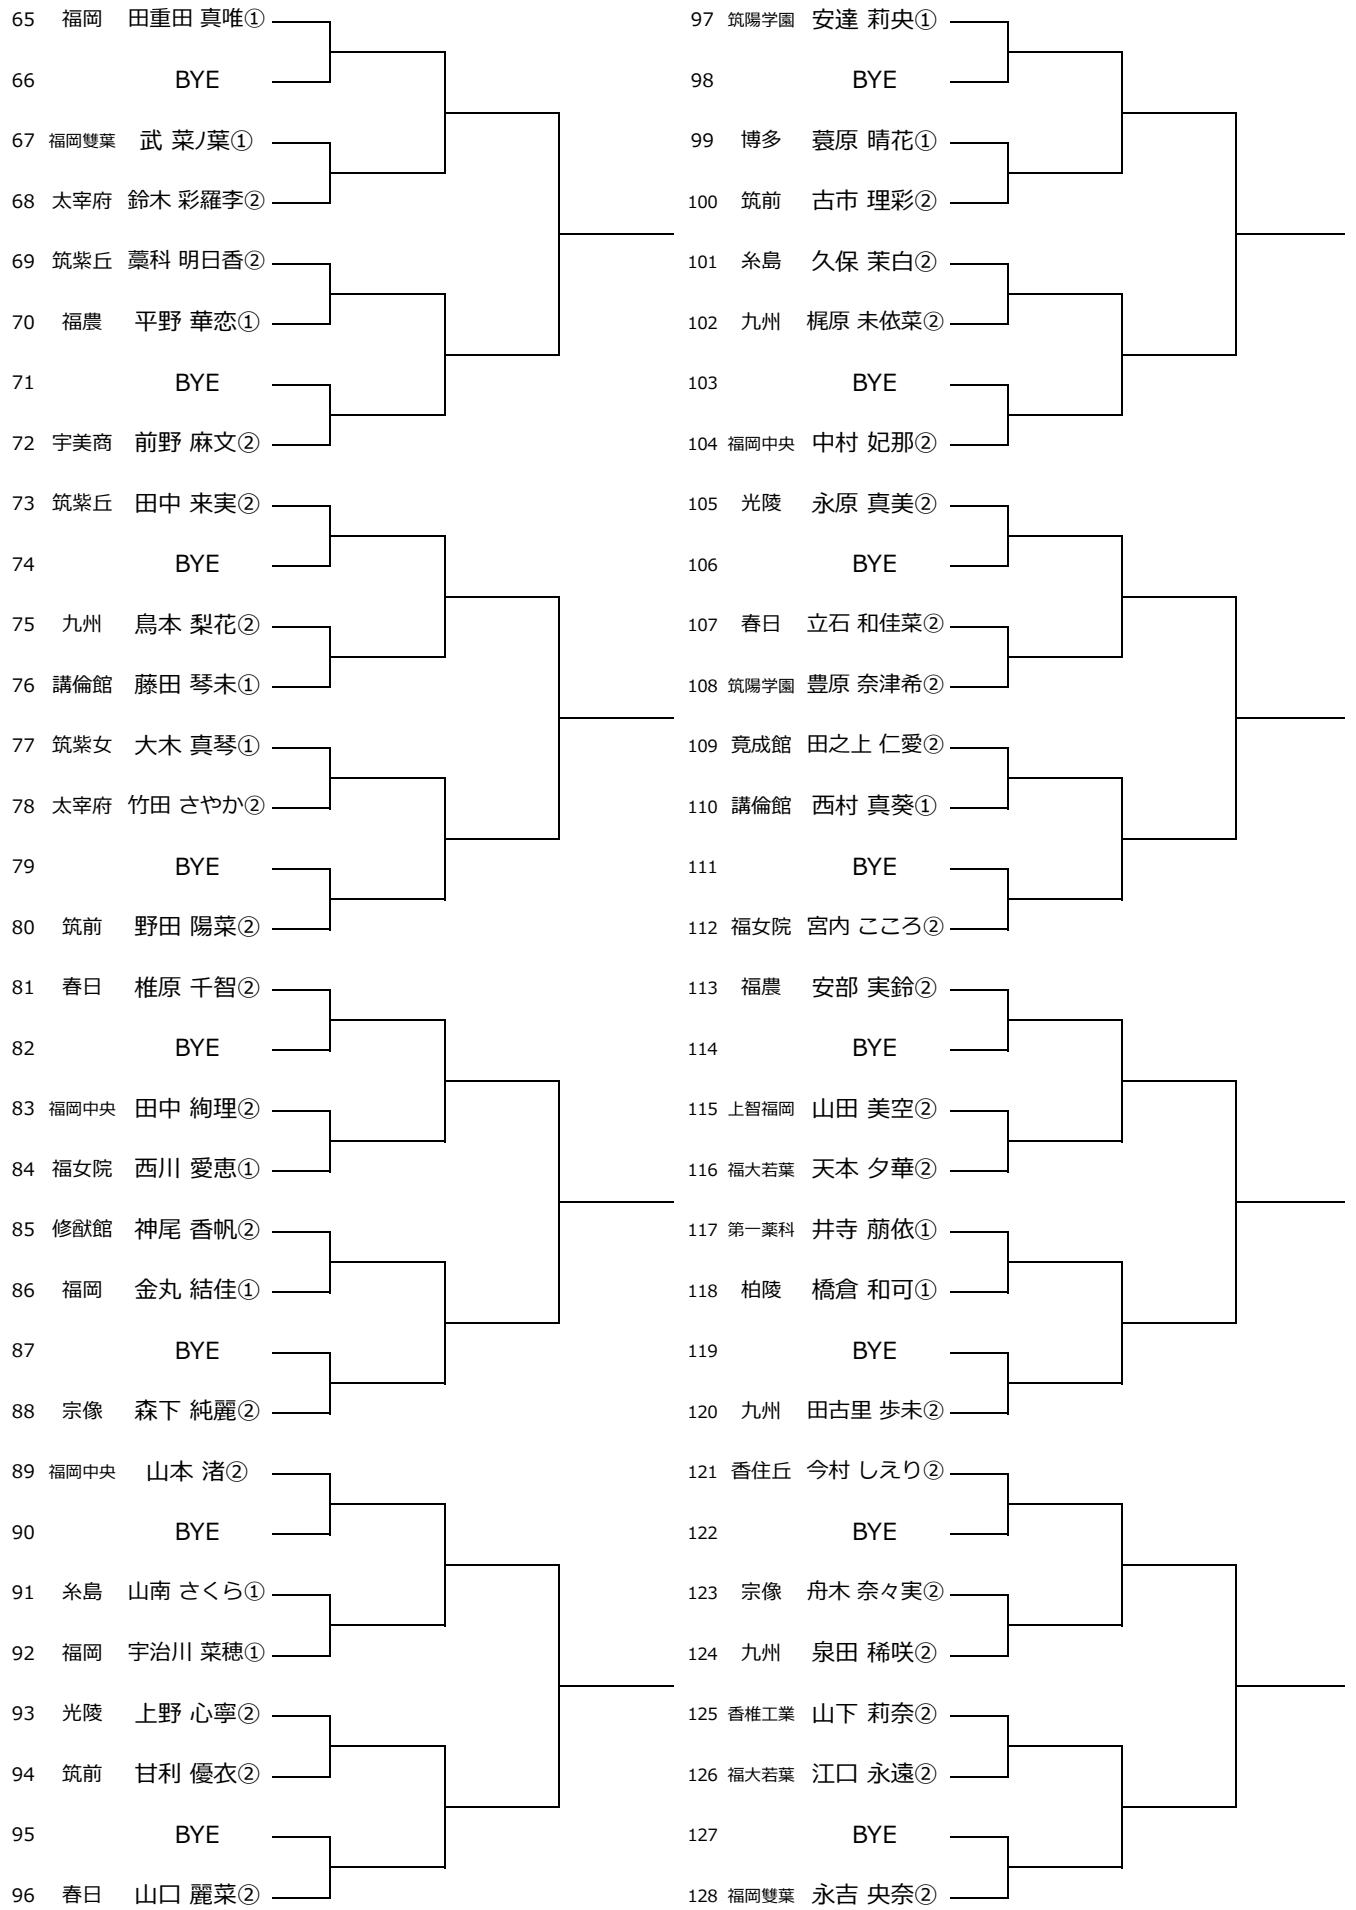 65 福岡 田重田 真唯①
66 BYE
67 福岡雙葉 武 菜ﾉ葉①
68 太宰府 鈴木 彩羅李②
69 筑紫丘 藁科 明日香②
70 福農 平野 華恋①
71 BYE
72 宇美商 前野 麻文②
73 筑紫丘 田中 来実②
74 BYE
75 九州 鳥本 梨花②
76 講倫館 藤田 琴未①
77 筑紫女 大木 真琴①
78 太宰府 竹田 さやか②
79 BYE
80 筑前 野田 陽菜②
81 春日 椎原 千智②
82 BYE
83 福岡中央 田中 絢理②
84 福女院 西川 愛恵①
85 修猷館 神尾 香帆②
86 福岡 金丸 結佳①
87 BYE
88 宗像 森下 純麗②
89 福岡中央 山本 渚②
90 BYE
91 糸島 山南 さくら①
92 福岡 宇治川 菜穂①
93 光陵 上野 心寧②
94 筑前 甘利 優衣②
95 BYE
96 春日 山口 麗菜②
97 筑陽学園 安達 莉央①
98 BYE
99 博多 蓑原 晴花①
100 筑前 古市 理彩②
101 糸島 久保 茉白②
102 九州 梶原 未依菜②
103 BYE
104 福岡中央 中村 妃那②
105 光陵 永原 真美②
106 BYE
107 春日 立石 和佳菜②
108 筑陽学園 豊原 奈津希②
109 竟成館 田之上 仁愛②
110 講倫館 西村 真葵①
111 BYE
112 福女院 宮内 こころ②
113 福農 安部 実鈴②
114 BYE
115 上智福岡 山田 美空②
116 福大若葉 天本 夕華②
117 第一薬科 井寺 萠依①
118 柏陵 橋倉 和可①
119 BYE
120 九州 田古里 歩未②
121 香住丘 今村 しえり②
122 BYE
123 宗像 舟木 奈々実②
124 九州 泉田 稀咲②
125 香椎工業 山下 莉奈②
126 福大若葉 江口 永遠②
127 BYE
128 福岡雙葉 永吉 央奈②